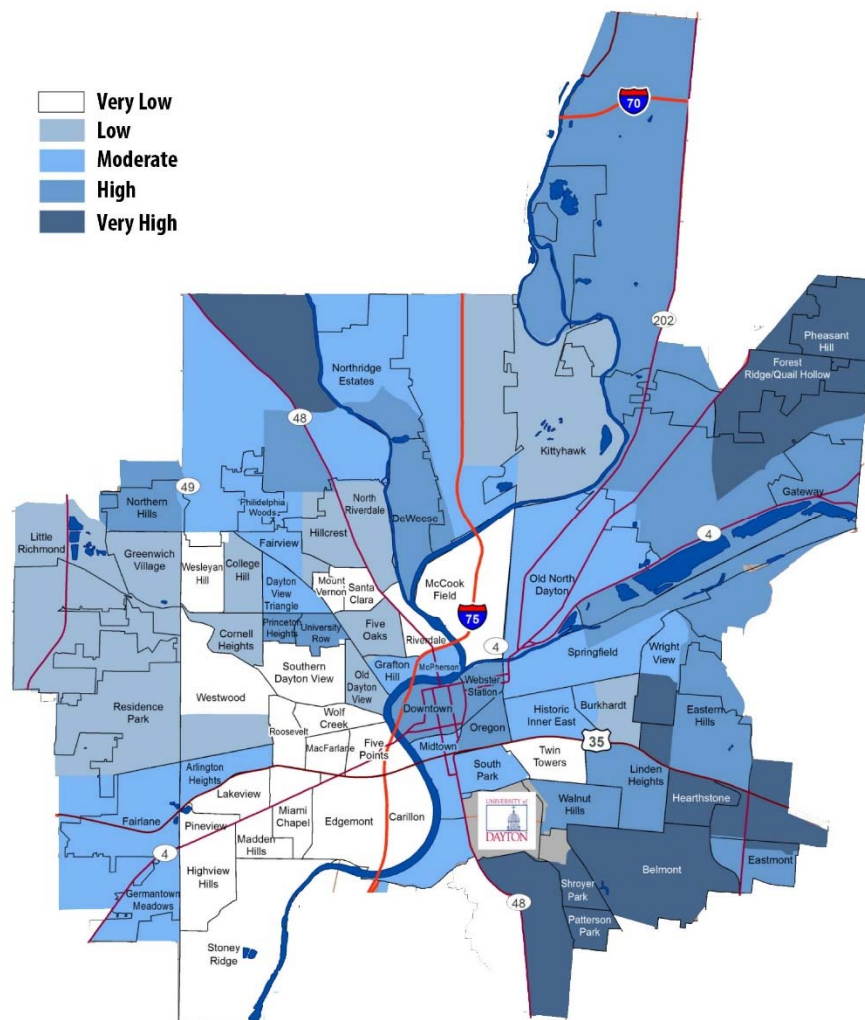 Very Low
Low
Moderate
High
Very High
70
202
Pheasant
Hill
Forest
Ridge/Quail Hollow
Northridge
Estates
48
Kittyhawk
49
Northern
Hills
Philidelphia
Woods
North
Riverdale
DeWeese
Gateway
Little
Richmond
Greenwich
Village
Wesleyan
Hill
College
Hill
Fairview
Hillcrest
4
Dayton
View
Triangle
Mount
Vernon
Santa
Clara
McCook
Field
Old North
Dayton
75
Cornell
Heights
Princeton
Heights
University
Row
Five
Oaks
Riverdale
4
Springfield
Wright
View
Southern
Dayton View
Old
Dayton
View
Grafton
Hill
McPherson
Webster
Station
Westwood
Residence
Park
Wolf
Creek
Downtown
Oregon
Historic
Inner East
Burkhardt
Eastern
Hills
Roosevelt
MacFarlane
Five
Points
Midtown
35
Twin
Towers
Arlington
Heights
Lakeview
South
Park
Linden
Heights
Fairlane
Pineview
Miami
Chapel
Edgemont
Carillon
UNIVERSITY of
DAYTON
Walnut
Hills
Hearthstone
Madden
Hills
4
Highview
Hills
Belmont
Eastmont
Germantown
Meadows
Shroyer
Park
48
Patterson
Park
Stoney
Ridge